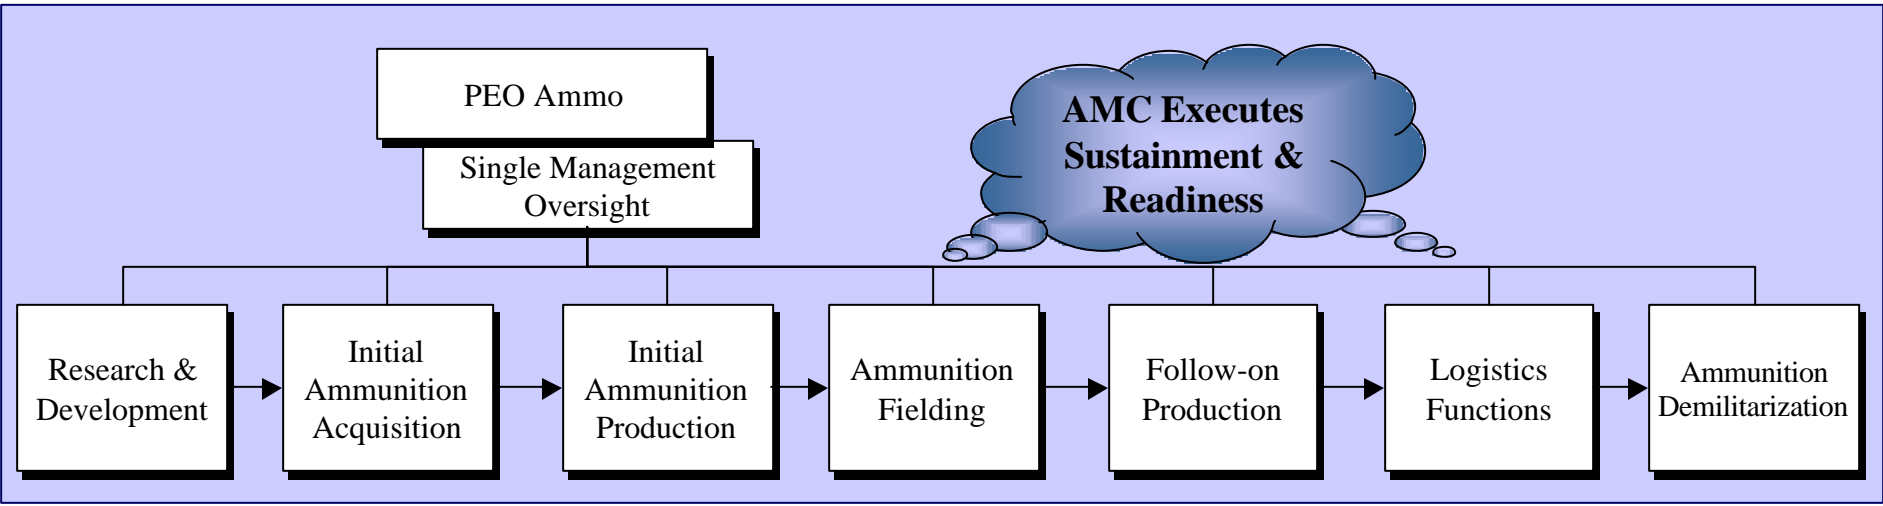 PEO Ammo
Single Management
Oversight
AMC Executes
Sustainment &
Readiness
Research &
Development
Initial
Ammunition
Acquisition
Initial
Ammunition
Production
Ammunition
Fielding
Follow-on
Production
Logistics
Functions
Ammunition
Demilitarization